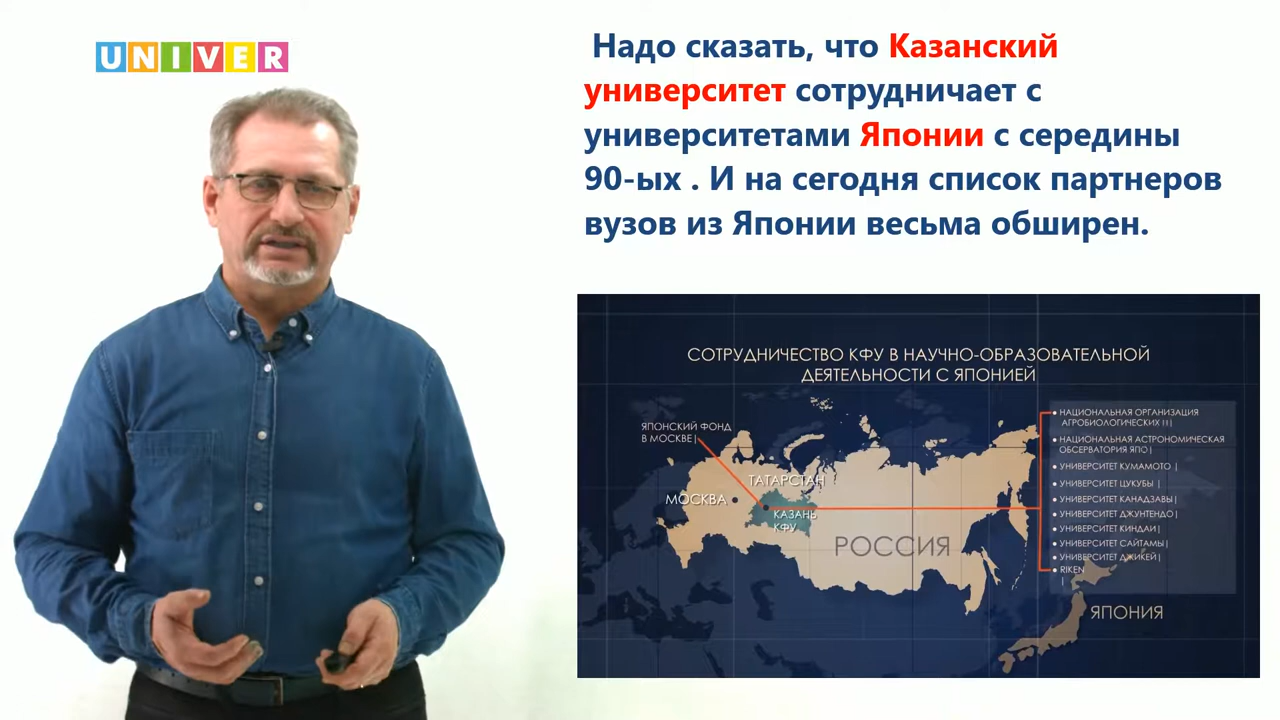 UNIVER
Надо сказать, что Казанский
университет сотрудничает с
университетами Японии с середины
90-ых . И на сегодня список партнеров
вузов из Японии весьма обширен.
СОТРУДНИЧЕСТВО КФУ В НАУЧНО-ОБРАЗОВАТЕЛЬНОЙ
ДЕЯТЕЛЬНОСТИ С ЯПОНИЕЙ
ЯПОНСКИЙ ФОНД
В МОСКВЕ|
ТАТАРСТАН
МОСКВА
КАЗАНЬ
КФУ
РОССИЯ
• НАЦИОНАЛЬНАЯ ОРГАНИЗАЦИЯ
АГРОБИОЛОГИЧЕСКИХ
• НАЦИОНАЛЬНАЯ АСТРОНОМИЧЕСКАЯ
ОБСЕРВАТОРИЯ ЯПО|
• УНИВЕРСИТЕТ КУМАМОТО |
• УНИВЕРСИТЕТ ЦУКУБЫ |
• УНИВЕРСИТЕТ КАНАДЗАВЫ|
• УНИВЕРСИТЕТ ДЖУНТЕНДО|
• УНИВЕРСИТЕТ КИНДАИ|
• УНИВЕРСИТЕТ САЙТАМЫ|
• УНИВЕРСИТЕТ ДЖИКЕЙ|
• RIKEN
|
ЯПОНИЯ